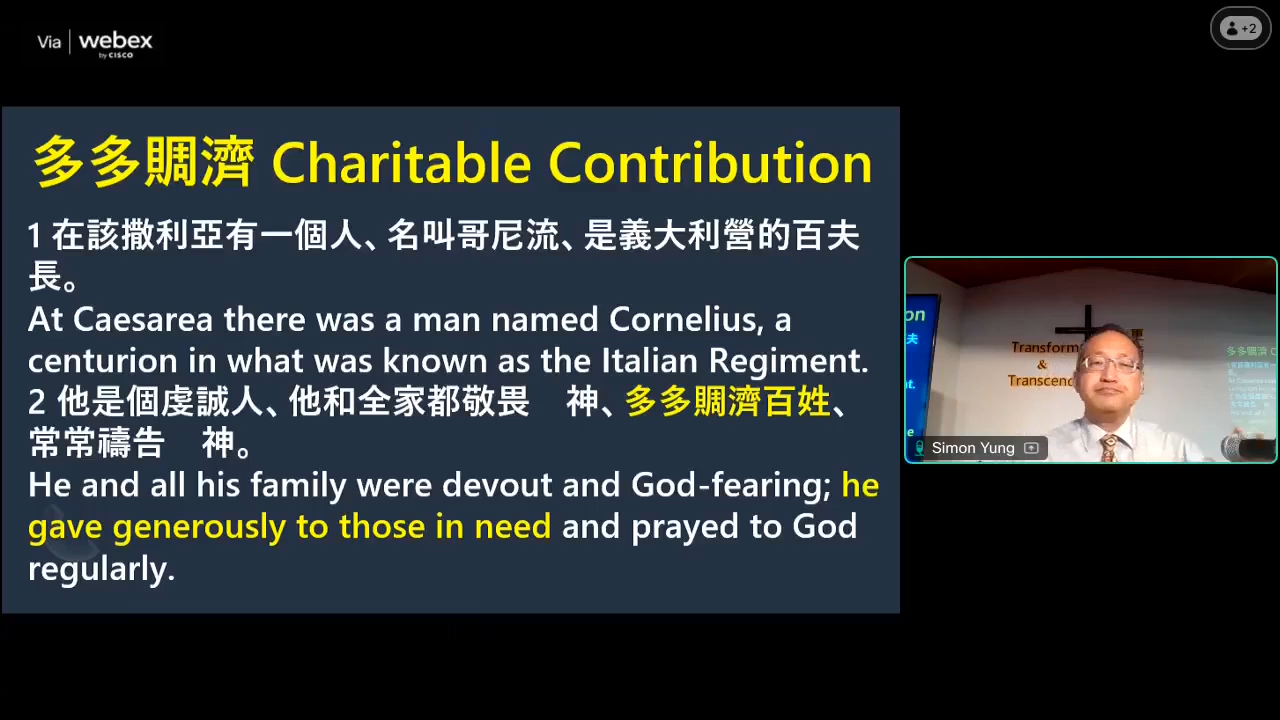 Via webex
by CISCO
+2
多多賙濟 Charitable Contribution
1 在該撒利亞有一個人、名叫哥尼流、是義大利營的百夫
長。
At Caesarea there was a man named Cornelius, a
centurion in what was known as the Italian Regiment.
2 他是個虔誠人、他和全家都敬畏　神、多多賙濟百姓、
常常禱告　神。
He and all his family were devout and God-fearing; he
gave generously to those in need and prayed to God
regularly.
on
夫
Transform
&
Transcend
多多賙濟 C
Simon Yung